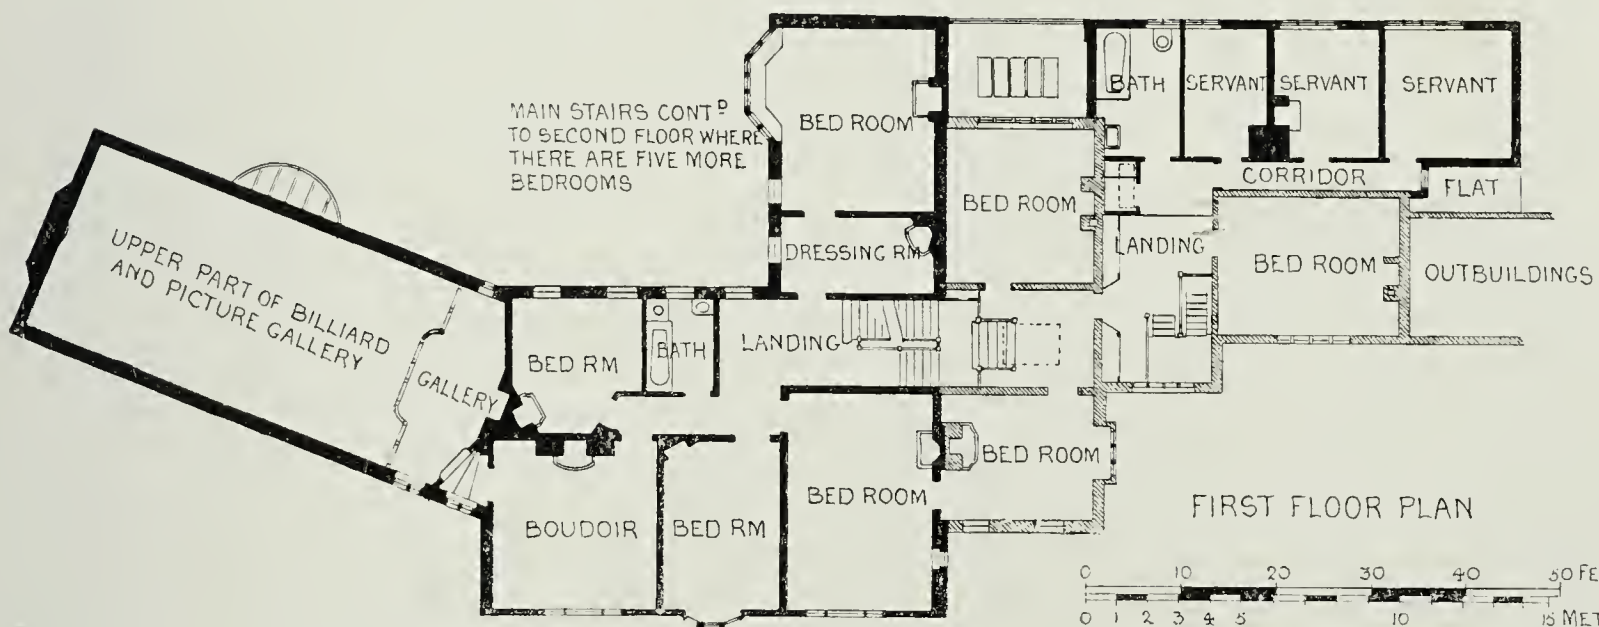 MAIN STAIRS CONTᴰ
TO SECOND FLOOR WHERE
THERE ARE FIVE MORE
BEDROOMS
UPPER PART OF BILLIARD
AND PICTURE GALLERY
GALLERY
BED ROOM
DRESSING RM
BED RM
BATH
LANDING
BOUDOIR
BED RM
BED ROOM
BED ROOM
BED ROOM
BATH
SERVANT
SERVANT
SERVANT
CORRIDOR
FLAT
LANDING
BED ROOM
OUTBUILDINGS
FIRST FLOOR PLAN
0 10 20 30 40 50 FE
0 1 2 3 4 5 10 15 MET